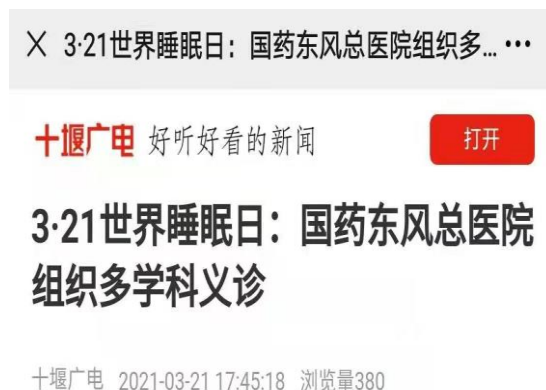 X 3·21世界睡眠日：国药东风总医院组织多... ···
十堰广电 好听好看的新闻 打开
3·21世界睡眠日：国药东风总医院
组织多学科义诊
十堰广电 2021-03-21 17:45:18 浏览量380